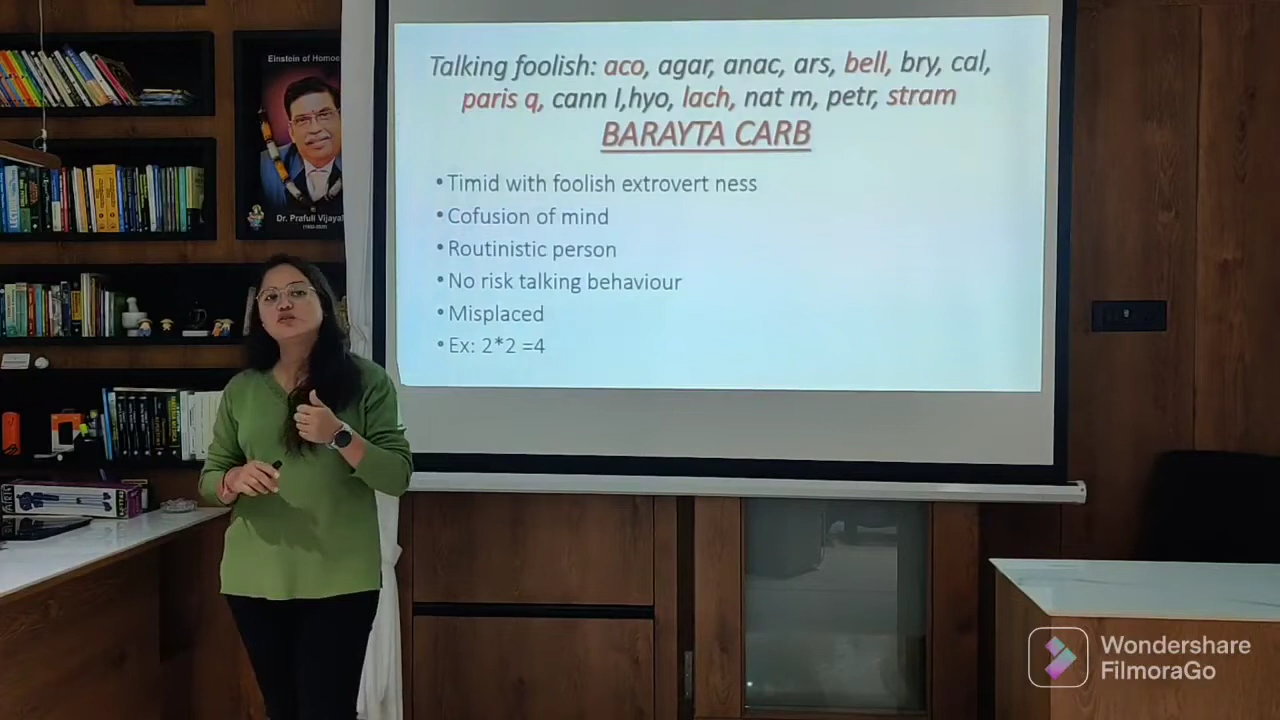 Talking foolish: aco, agar, anac, ars, bell, bry, cal,
paris q, cann I,hyo, lach, nat m, petr, stram
BARAYTA CARB
• Timid with foolish extrovert ness
• Cofusion of mind
• Routinistic person
• No risk talking behaviour
• Misplaced
• Ex: 2*2 =4
Einstein of Homoe
Dr. Prafull Vijay
Wondershare
FilmoraGo